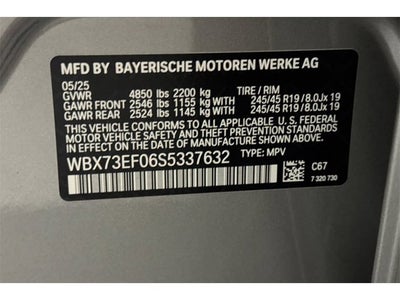 MFD BY BAYERISCHE MOTOREN WERKE AG
05/25
GVWR 4850 lbs 2200 kg TIRE / RIM
GAWR FRONT 2546 lbs 1155 kg WITH 245/45 R19 / 8.0Jx 19
GAWR REAR 2524 lbs 1145 kg WITH 245/45 R19 / 8.0Jx 19
THIS VEHICLE CONFORMS TO ALL APPLICABLE U. S. FEDERAL
MOTOR VEHICLE SAFETY AND THEFT PREVENTION STANDARDS
IN EFFECT ON THE DATE OF MANUFACTURE SHOWN ABOVE.
WBX73EF06S5337632 TYPE: MPV
C67
7 320 730